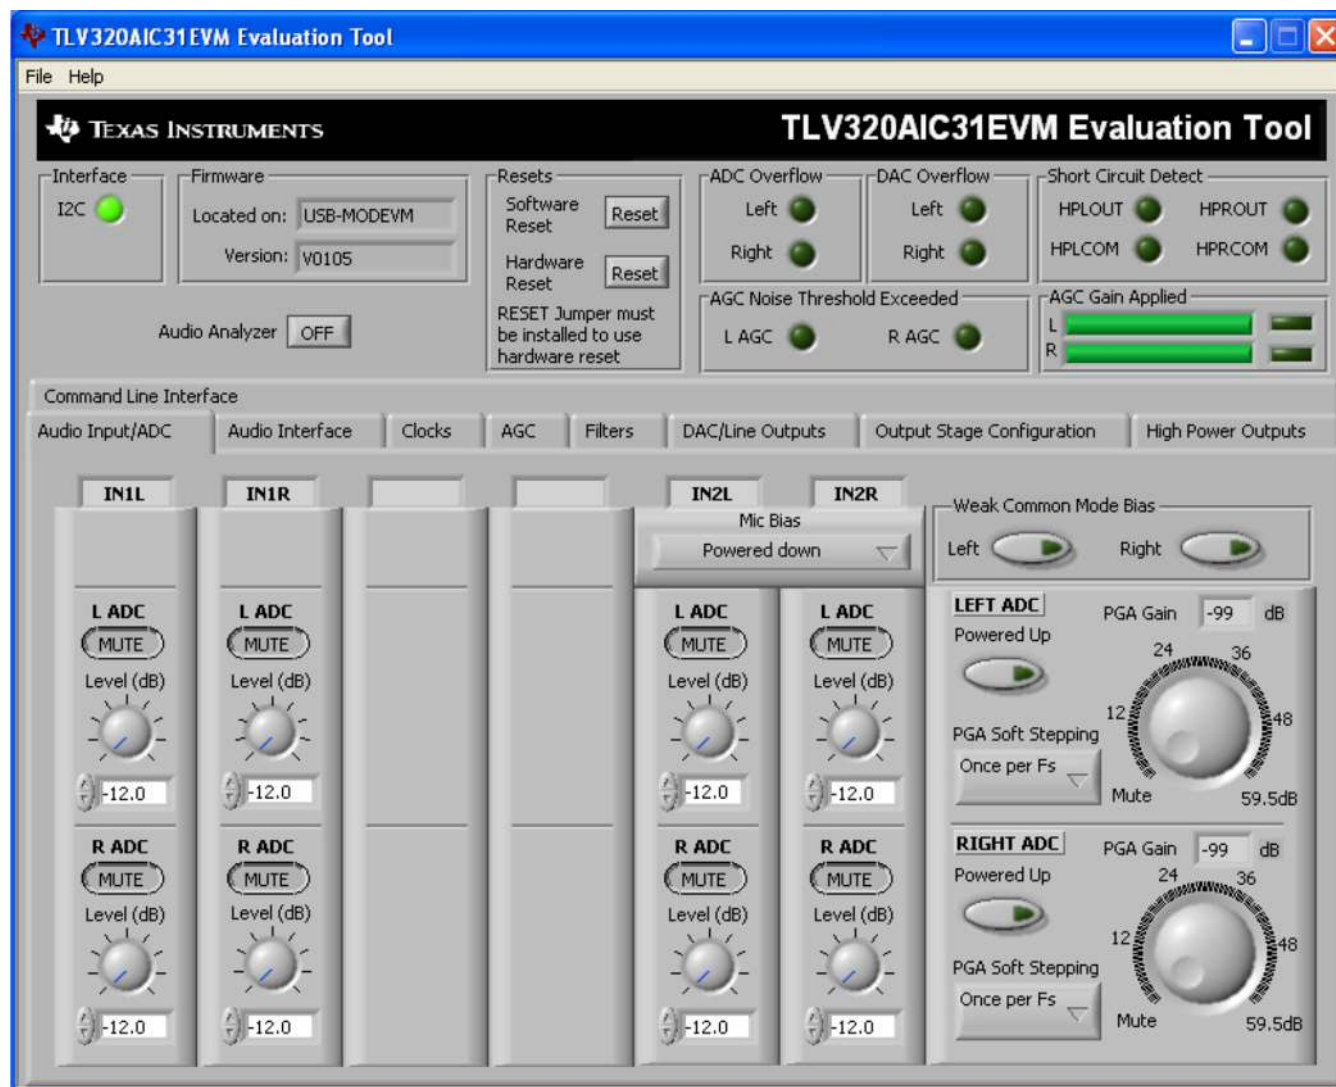 TLV320AIC31EVM Evaluation Tool
File Help
TEXAS INSTRUMENTS TLV320AIC31EVM Evaluation Tool
Interface
I2C
Firmware
Located on: USB-MODEVM
Version: V0105
Audio Analyzer OFF
Resets
Software
Reset
Reset
Hardware
Reset
Reset
RESET Jumper must
be installed to use
hardware reset
ADC Overflow
Left
Right
DAC Overflow
Left
Right
Short Circuit Detect
HPLOUT HPROUT
HPLCOM HPRCOM
AGC Noise Threshold Exceeded
L AGC R AGC
AGC Gain Applied
L
R
Command Line Interface
Audio Input/ADC Audio Interface Clocks AGC Filters DAC/Line Outputs Output Stage Configuration High Power Outputs
IN1L IN1R IN2L IN2R
Mic Bias
Powered down
L ADC L ADC L ADC L ADC
MUTE MUTE MUTE MUTE
Level (dB) Level (dB) Level (dB) Level (dB)
-12.0 -12.0 -12.0 -12.0
R ADC R ADC R ADC R ADC
MUTE MUTE MUTE MUTE
Level (dB) Level (dB) Level (dB) Level (dB)
-12.0 -12.0 -12.0 -12.0
Weak Common Mode Bias
Left Right
LEFT ADC PGA Gain -99 dB
Powered Up
24 36
12 48
PGA Soft Stepping
Once per Fs
Mute 59.5dB
RIGHT ADC PGA Gain -99 dB
Powered Up
24 36
12 48
PGA Soft Stepping
Once per Fs
Mute 59.5dB